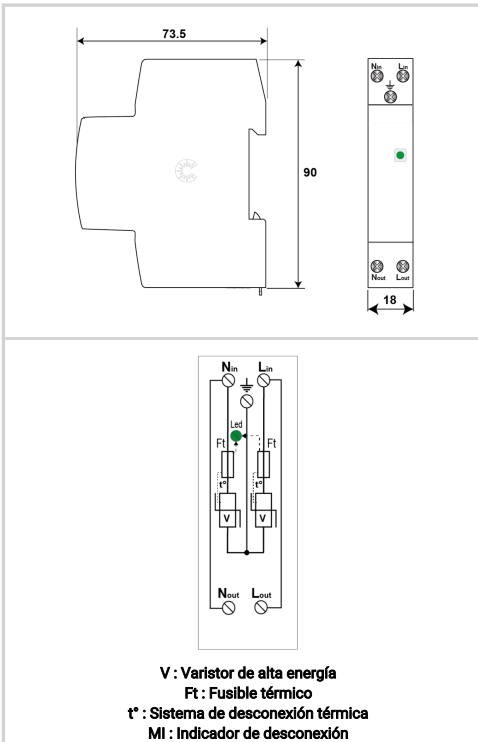 73.5
90
Nin Lin
Nout Lout
18
Nin Lin
Led
Ft Ft
t° t°
V V
Nout Lout
V : Varistor de alta energía
Ft : Fusible térmico
t° : Sistema de desconexión térmica
MI : Indicador de desconexión